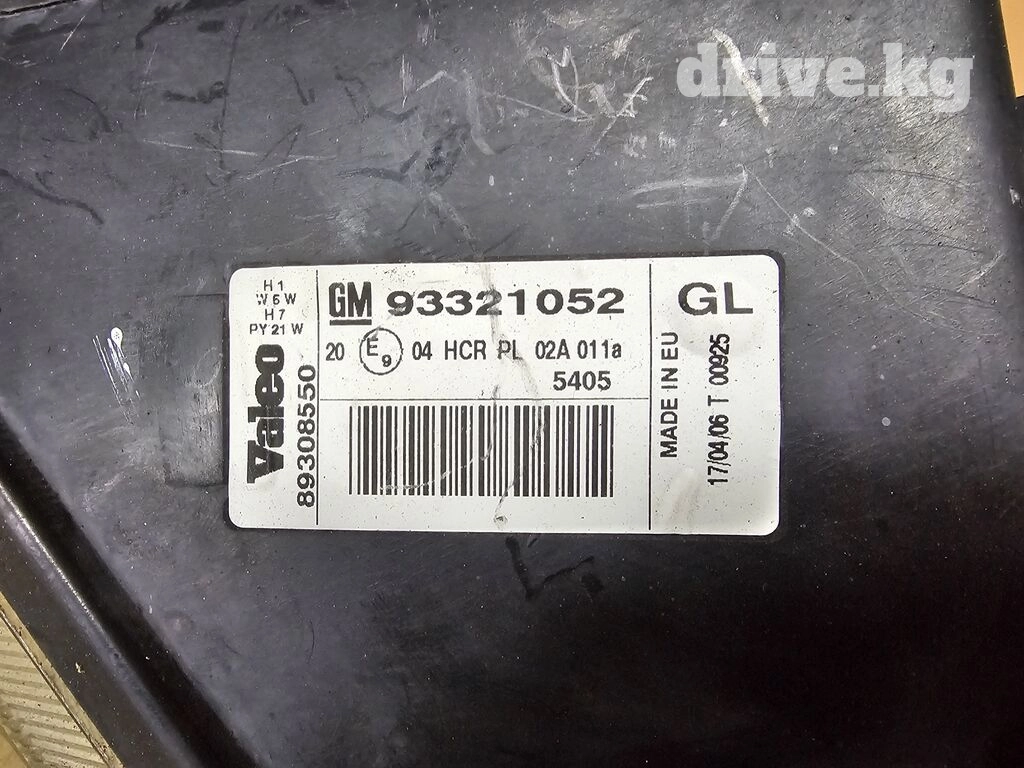 drive.kg
H1
W5W
H7
PY21W
Valeo
89308550
GM 93321052
20 E9 04 HCR PL 02A 011a
5405
GL
MADE IN EU
17/04/06 T 00925